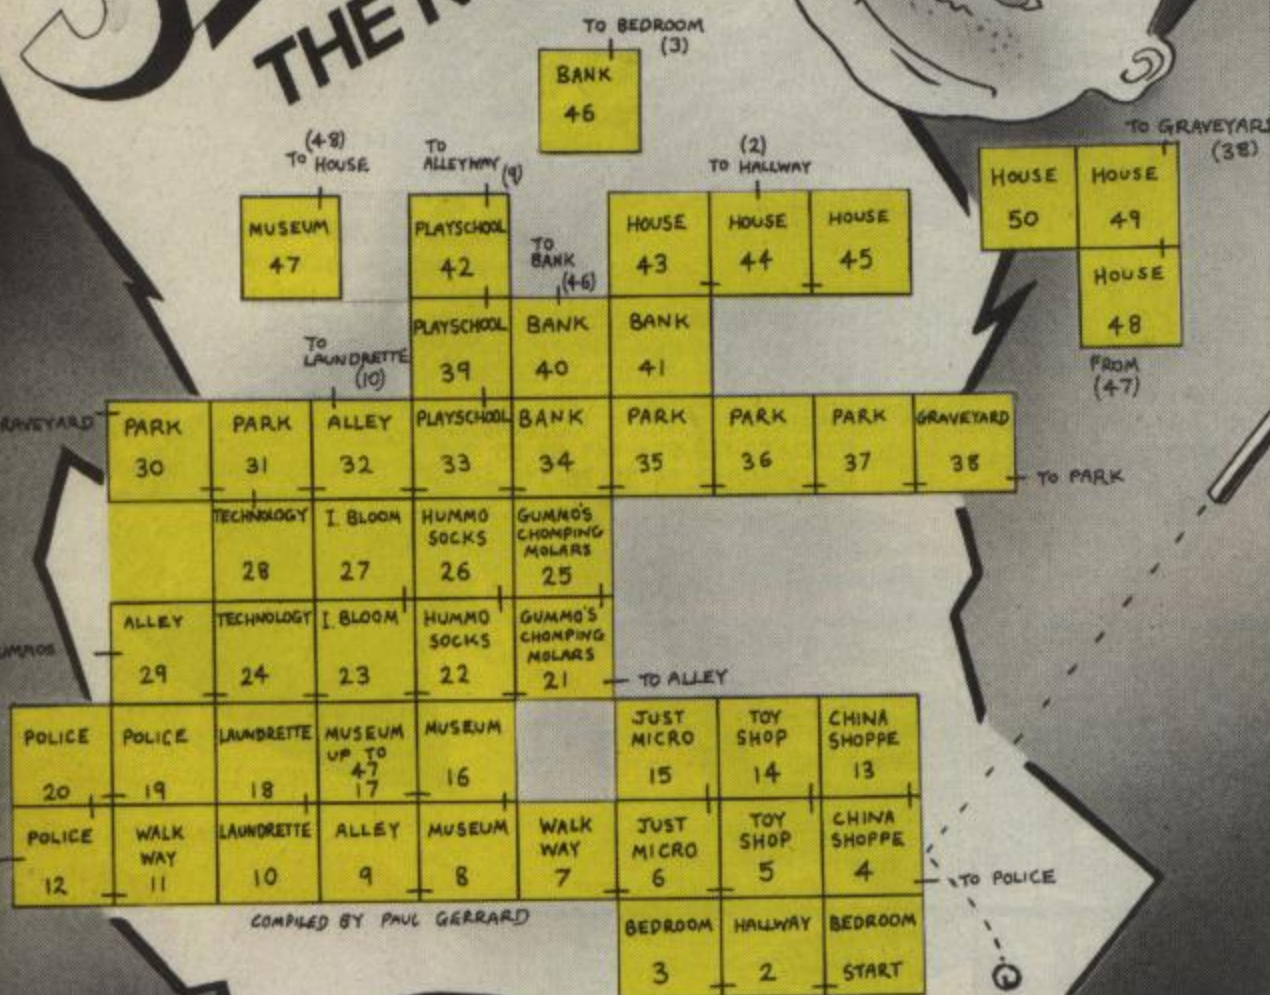 THE
TO BEDROOM
(3)
BANK
46
(48)
TO HOUSE
TO
ALLEYWAY (9)
(2)
TO HALLWAY
TO GRAVEYARD
(38)
MUSEUM
47
PLAYSCHOOL
42
TO
BANK
(46)
HOUSE
43
HOUSE
44
HOUSE
45
HOUSE
50
HOUSE
49
HOUSE
48
FROM
(47)
TO
LAUNDRETTE
(10)
PLAYSCHOOL
39
BANK
40
BANK
41
RAVEYARD
PARK
30
PARK
31
ALLEY
32
PLAYSCHOOL
33
BANK
34
PARK
35
PARK
36
PARK
37
GRAVEYARD
38
TO PARK
TECHNOLOGY
28
I. BLOOM
27
HUMMO
SOCKS
26
GUMMO'S
CHOMPING
MOLARS
25
UMMOS
ALLEY
29
TECHNOLOGY
24
I. BLOOM
23
HUMMO
SOCKS
22
GUMMO'S
CHOMPING
MOLARS
21
TO ALLEY
POLICE
20
POLICE
19
LAUNDRETTE
18
MUSEUM
UP TO
47
17
MUSEUM
16
JUST
MICRO
15
TOY
SHOP
14
CHINA
SHOPPE
13
POLICE
12
WALK
WAY
11
LAUNDRETTE
10
ALLEY
9
MUSEUM
8
WALK
WAY
7
JUST
MICRO
6
TOY
SHOP
5
CHINA
SHOPPE
4
TO POLICE
COMPILED BY PAUL GERRARD
BEDROOM
3
HALLWAY
2
BEDROOM
START